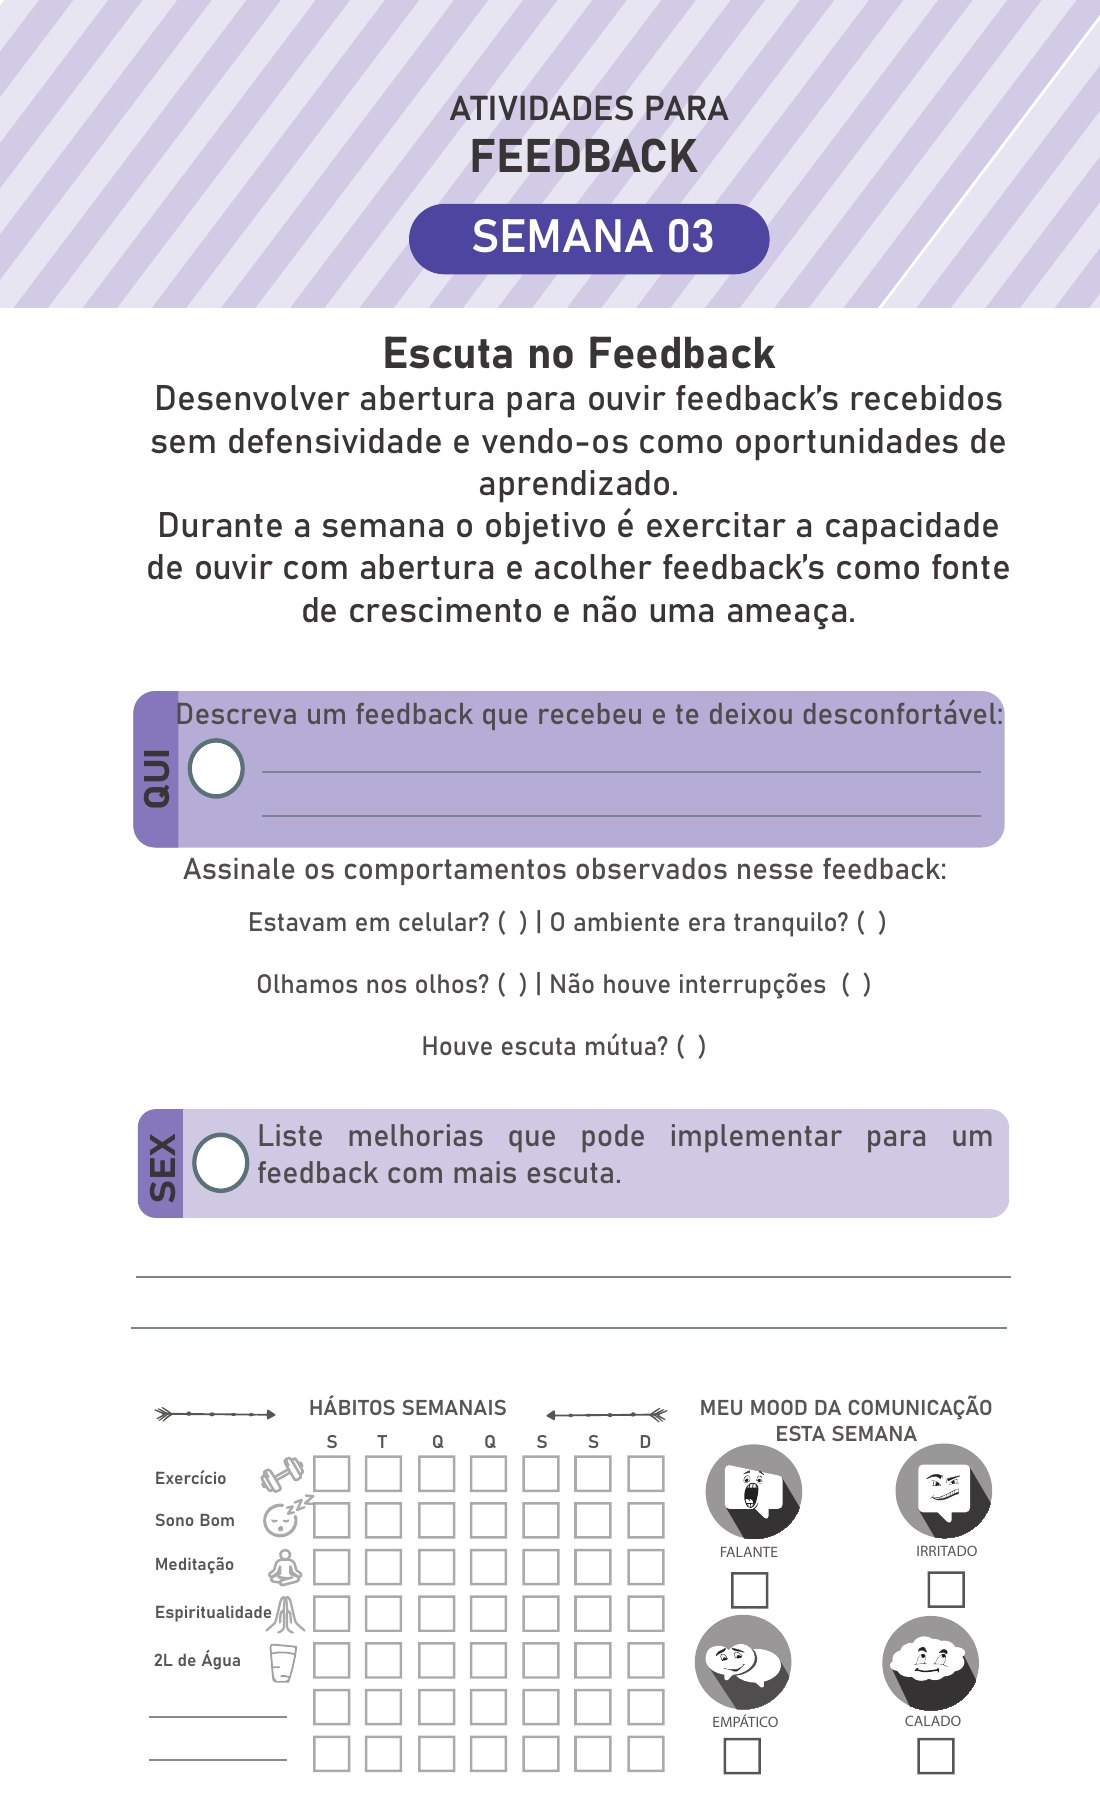 ATIVIDADES PARA
FEEDBACK
SEMANA 03
Escuta no Feedback
Desenvolver abertura para ouvir feedback’s recebidos
sem defensividade e vendo-os como oportunidades de
aprendizado.
Durante a semana o objetivo é exercitar a capacidade
de ouvir com abertura e acolher feedback’s como fonte
de crescimento e não uma ameaça.
QUI
Descreva um feedback que recebeu e te deixou desconfortável:
Assinale os comportamentos observados nesse feedback:
Estavam em celular? ( ) | O ambiente era tranquilo? ( )
Olhamos nos olhos? ( ) | Não houve interrupções ( )
Houve escuta mútua? ( )
SEX
Liste melhorias que pode implementar para um
feedback com mais escuta.
HÁBITOS SEMANAIS
S T Q Q S S D
Exercício
Sono Bom
Meditação
Espiritualidade
2L de Água
MEU MOOD DA COMUNICAÇÃO
ESTA SEMANA
FALANTE
IRRITADO
EMPÁTICO
CALADO